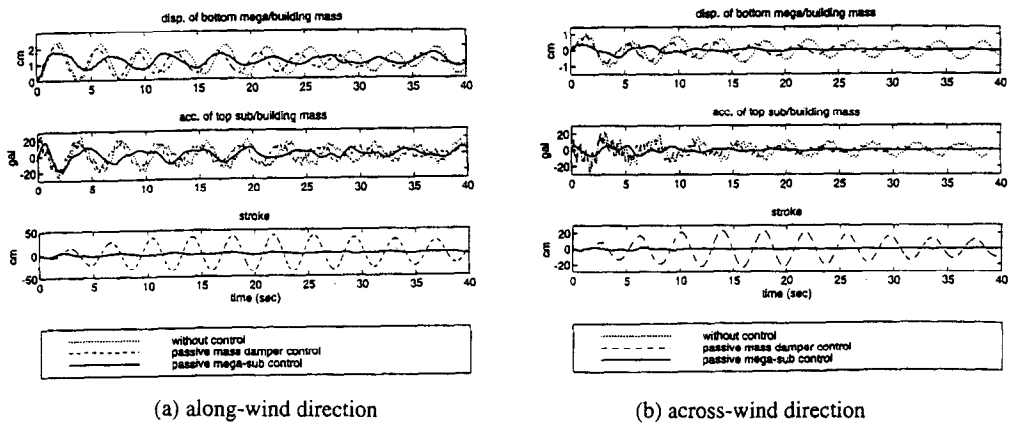 disp. of bottom mega/building mass
cm
2
1
0
0 5 10 15 20 25 30 35 40
acc. of top sub/building mass
gal
20
0
-20
0 5 10 15 20 25 30 35 40
stroke
cm
50
0
-50
0 5 10 15 20 25 30 35 40
time (sec)
without control
passive mass damper control
passive mega-sub control
(a) along-wind direction
disp. of bottom mega/building mass
cm
1
0
-1
0 5 10 15 20 25 30 35 40
acc. of top sub/building mass
gal
20
0
-20
0 5 10 15 20 25 30 35 40
stroke
cm
20
0
-20
0 5 10 15 20 25 30 35 40
time (sec)
without control
passive mass damper control
passive mega-sub control
(b) across-wind direction